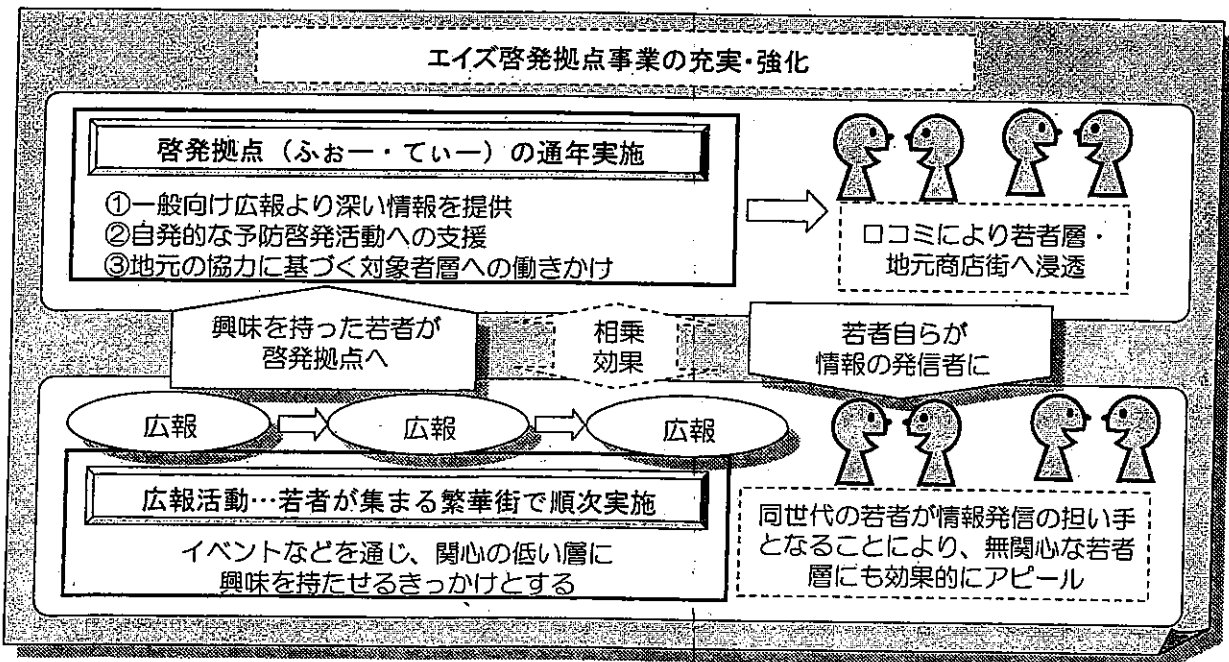 エイズ啓発拠点事業の充実・強化
啓発拠点（ふぉー・てぃー）の通年実施
①一般向け広報より深い情報を提供
②自発的な予防啓発活動への支援
③地元の協力に基づく対象者層への働きかけ
口コミにより若者層・
地元商店街へ浸透
興味を持った若者が
啓発拠点へ
相乗
効果
若者自らが
情報の発信者に
広報
広報
広報
広報活動…若者が集まる繁華街で順次実施
イベントなどを通じ、関心の低い層に
興味を持たせるきっかけとする
同世代の若者が情報発信の担い手
となることにより、無関心な若者
層にも効果的にアピール